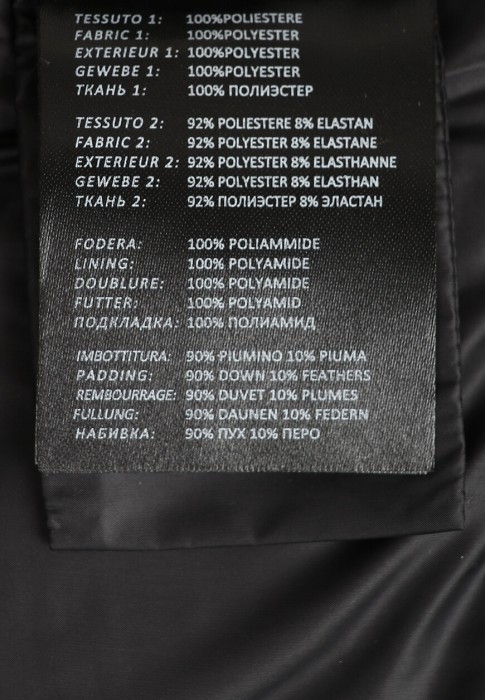 TESSUTO 1: 100%POLIESTERE
FABRIC 1: 100%POLYESTER
EXTERIEUR 1: 100%POLYESTER
GEWEBE 1: 100%POLYESTER
ТКАНЬ 1: 100% ПОЛИЭСТЕР
TESSUTO 2: 92% POLIESTERE 8% ELASTAN
FABRIC 2: 92% POLYESTER 8% ELASTANE
EXTERIEUR 2: 92% POLYESTER 8% ELASTHANNE
GEWEBE 2: 92% POLYESTER 8% ELASTHAN
ТКАНЬ 2: 92% ПОЛИЭСТЕР 8% ЭЛАСТАН
FODERA: 100% POLIAMMIDE
LINING: 100% POLYAMIDE
DOUBLURE: 100% POLYAMIDE
FUTTER: 100% POLYAMID
ПОДКЛАДКА: 100% ПОЛИАМИД
IMBOTTITURA: 90% PIUMINO 10% PIUMA
PADDING: 90% DOWN 10% FEATHERS
REMBOURRAGE: 90% DUVET 10% PLUMES
FULLUNG: 90% DAUNEN 10% FEDERN
НАБИВКА: 90% ПУХ 10% ПЕРО